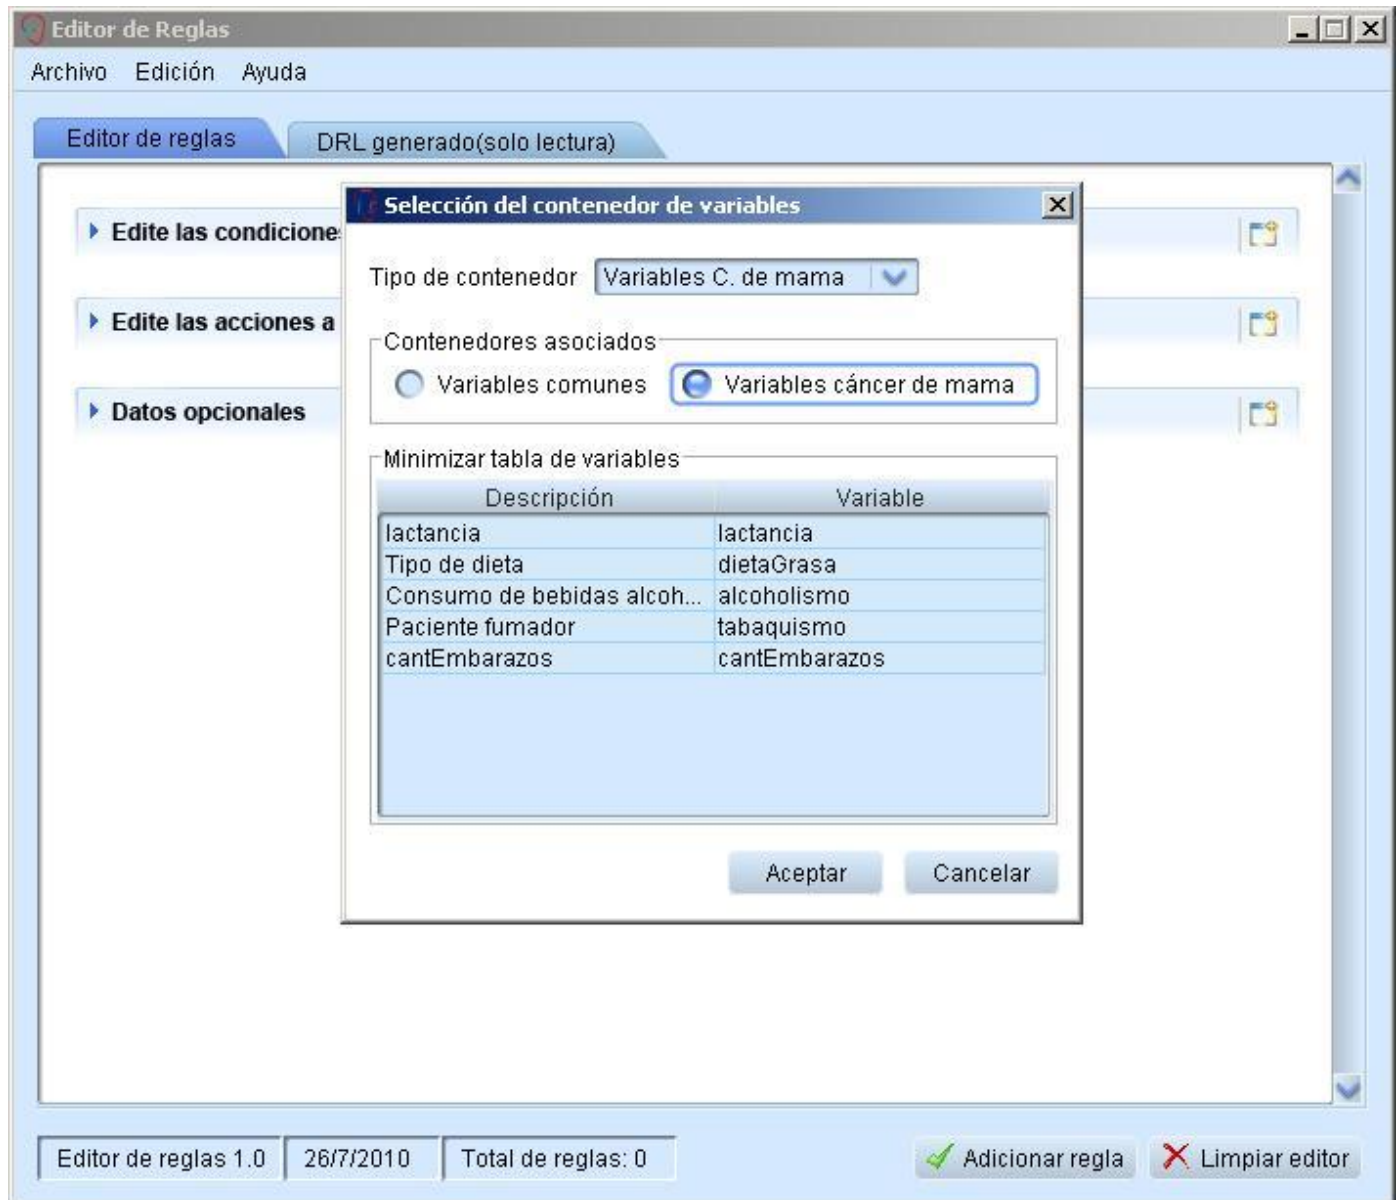 Editor de Reglas
Archivo Edición Ayuda
Editor de reglas DRL generado(solo lectura)
Selección del contenedor de variables
Edite las condicione
Tipo de contenedor Variables C. de mama
Edite las acciones a
Contenedores asociados
Variables comunes Variables cáncer de mama
Datos opcionales
Minimizar tabla de variables
Descripción Variable
lactancia lactancia
Tipo de dieta dietaGrasa
Consumo de bebidas alcoh... alcoholismo
Paciente fumador tabaquismo
cantEmbarazos cantEmbarazos
Aceptar Cancelar
Editor de reglas 1.0 26/7/2010 Total de reglas: 0 Adicionar regla Limpiar editor